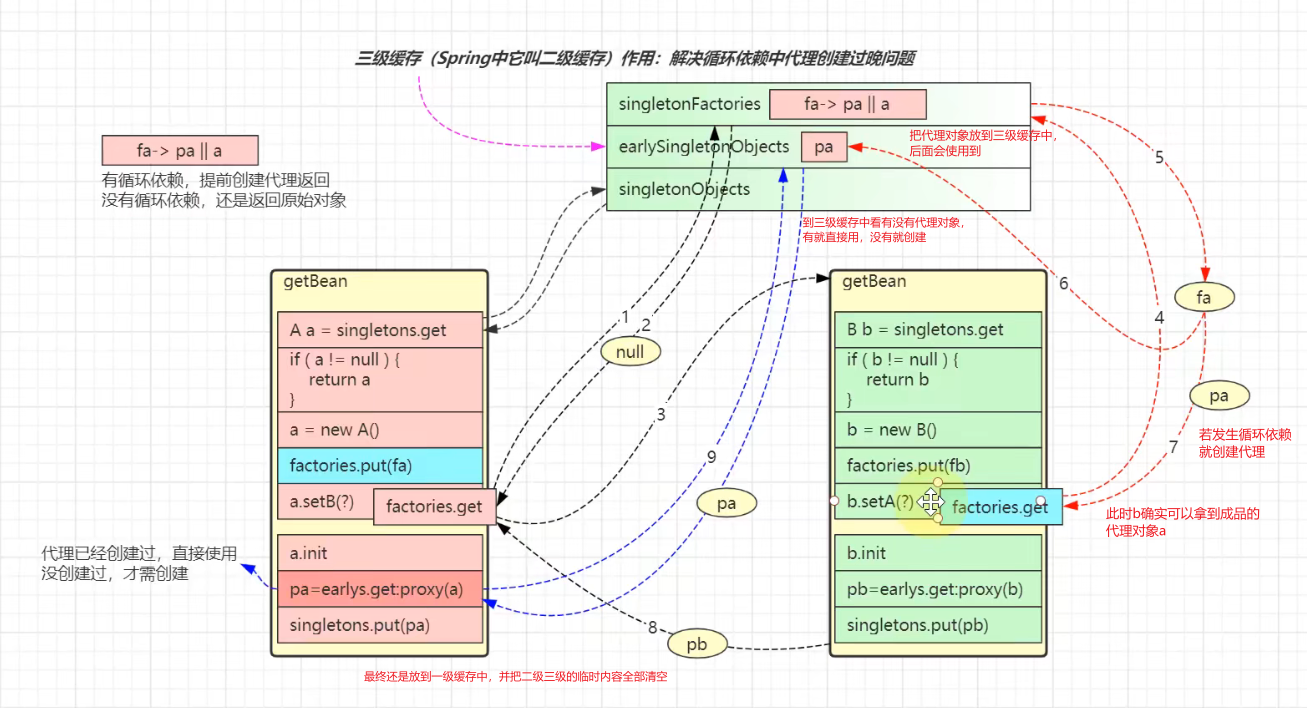 三级缓存（Spring中它叫二级缓存）作用：解决循环依赖中代理创建过晚问题
singletonFactories
fa-> pa || a
earlySingletonObjects
pa
singletonObjects
把代理对象放到三级缓存中，
后面会使用到
到三级缓存中看有没有代理对象，
有就直接用，没有就创建
fa-> pa || a
有循环依赖，提前创建代理返回
没有循环依赖，还是返回原始对象
getBean
A a = singletons.get
if ( a != null ) {
return a
}
a = new A()
factories.put(fa)
a.setB(?)
factories.get
a.init
pa=earlys.get:proxy(a)
singletons.put(pa)
代理已经创建过，直接使用
没创建过，才需创建
1
2
null
3
9
pa
8
pb
getBean
B b = singletons.get
if ( b != null ) {
return b
}
b = new B()
factories.put(fb)
b.setA(?)
factories.get
b.init
pb=earlys.get:proxy(b)
singletons.put(pb)
5
6
4
fa
pa
7
若发生循环依赖
就创建代理
此时b确实可以拿到成品的
代理对象a
最终还是放到一级缓存中，并把二级三级的临时内容全部清空